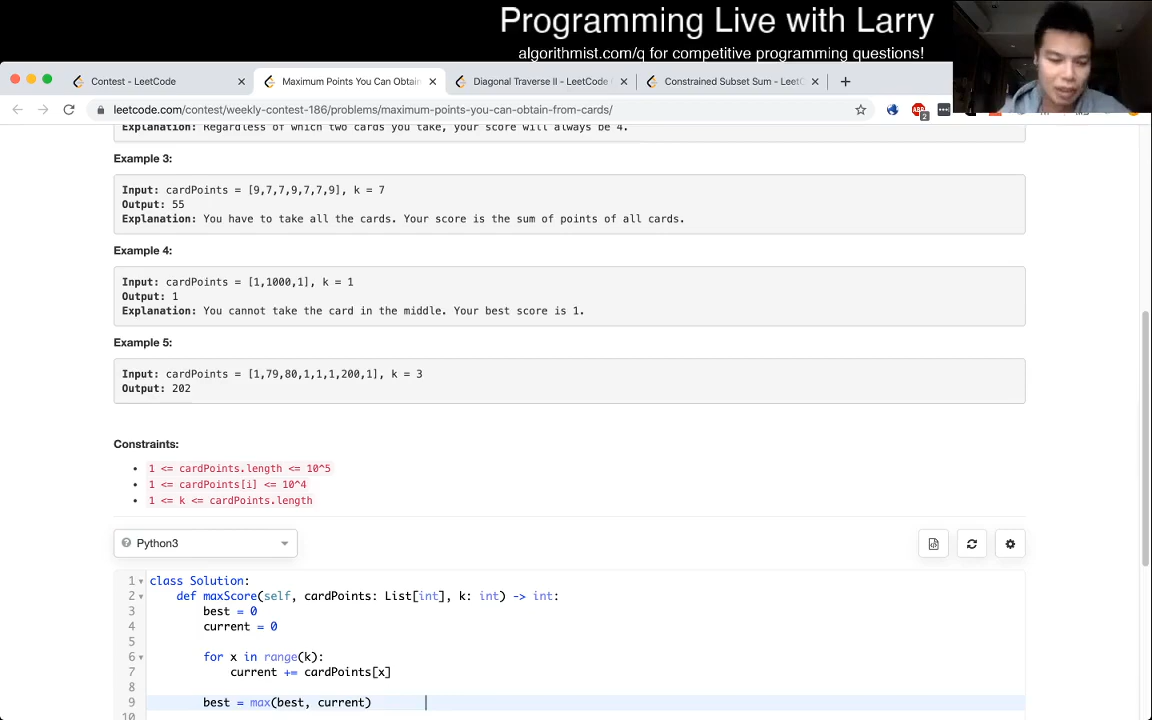 Programming Live with Larry
algorithmist.com/q for competitive programming questions!
Contest - LeetCode
Maximum Points You Can Obtain
Diagonal Traverse II - LeetCode
Constrained Subset Sum - LeetC
leetcode.com/contest/weekly-contest-186/problems/maximum-points-you-can-obtain-from-cards/
ABP
2
Explanation: Regardless of which two cards you take, your score will always be 4.
Example 3:
Input: cardPoints = [9,7,7,9,7,7,9], k = 7
Output: 55
Explanation: You have to take all the cards. Your score is the sum of points of all cards.
Example 4:
Input: cardPoints = [1,1000,1], k = 1
Output: 1
Explanation: You cannot take the card in the middle. Your best score is 1.
Example 5:
Input: cardPoints = [1,79,80,1,1,1,200,1], k = 3
Output: 202
Constraints:
1 <= cardPoints.length <= 10^5
1 <= cardPoints[i] <= 10^4
1 <= k <= cardPoints.length
Python3
1 class Solution:
2 def maxScore(self, cardPoints: List[int], k: int) -> int:
3 best = 0
4 current = 0
5
6 for x in range(k):
7 current += cardPoints[x]
8
9 best = max(best, current)
10